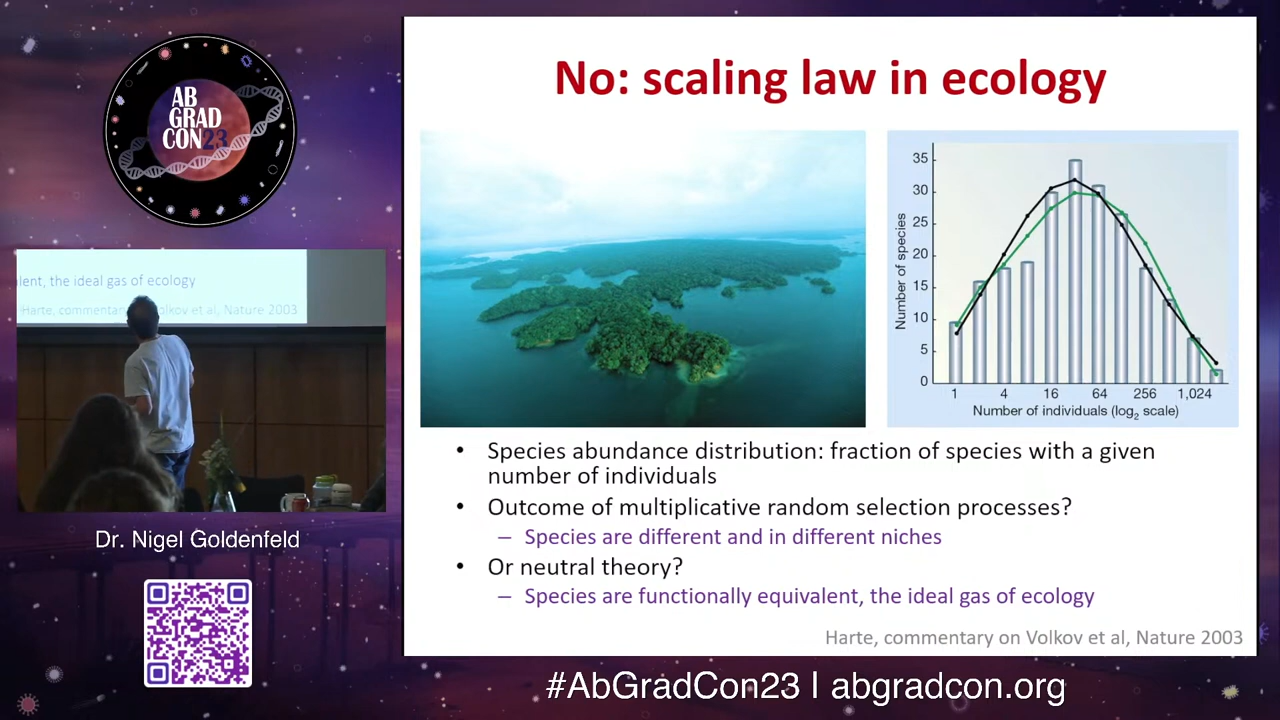 AB
GRAD
CON23
lent, the ideal gas of ecology
Harte, commentary Volkov et al, Nature 2003
Dr. Nigel Goldenfeld
No: scaling law in ecology
Number of species
35
30
25
20
15
10
5
0
1
4
16
64
256
1,024
Number of individuals (log2 scale)
• Species abundance distribution: fraction of species with a given
number of individuals
• Outcome of multiplicative random selection processes?
– Species are different and in different niches
• Or neutral theory?
– Species are functionally equivalent, the ideal gas of ecology
Harte, commentary on Volkov et al, Nature 2003
#AbGradCon23 I abgradcon.org